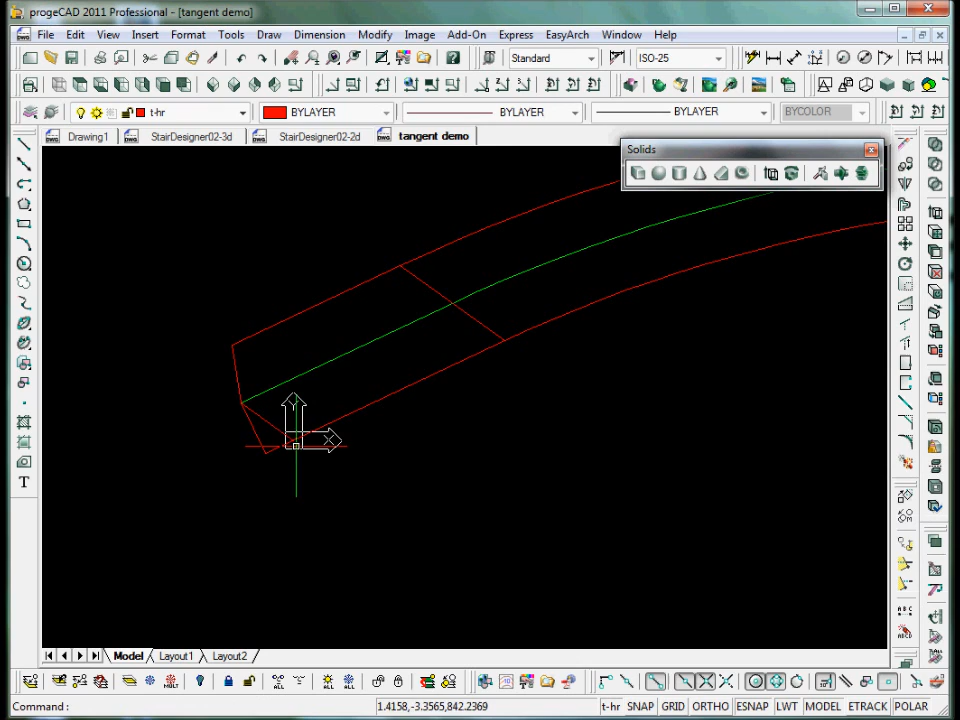 progeCAD 2011 Professional - [tangent demo]
File Edit View Insert Format Tools Draw Dimension Modify Image Add-On Express EasyArch Window Help
Standard ISO-25
t-hr BYLAYER BYLAYER BYLAYER BYCOLOR
Drawing1 StairDesigner02-3d StairDesigner02-2d tangent demo
Solids
Y
X
T
Model Layout1 Layout2
Command : 1.4158,-3.3565,842.2369 t-hr SNAP GRID ORTHO ESNAP LWT MODEL ETRACK POLAR